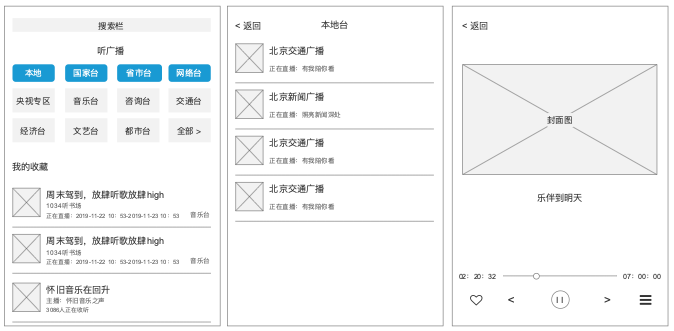 搜索栏
听广播
本地 国家台 省市台 网络台
央视专区 音乐台 咨询台 交通台
经济台 文艺台 都市台 全部 >
我的收藏
周末驾到，放肆听歌放肆high
1034听书场
正在直播：2019-11-22 10：53-2019-11-23 10：53 音乐台
周末驾到，放肆听歌放肆high
1034听书场
正在直播：2019-11-22 10：53-2019-11-23 10：53 音乐台
怀旧音乐在回升
主播：怀旧音乐之声
3086人正在收听
< 返回 本地台
北京交通广播
正在直播：有我陪你看
北京新闻广播
正在直播：照亮新闻深处
北京交通广播
正在直播：有我陪你看
北京交通广播
正在直播：有我陪你看
< 返回
封面图
乐伴到明天
02：20：32 07：00：00